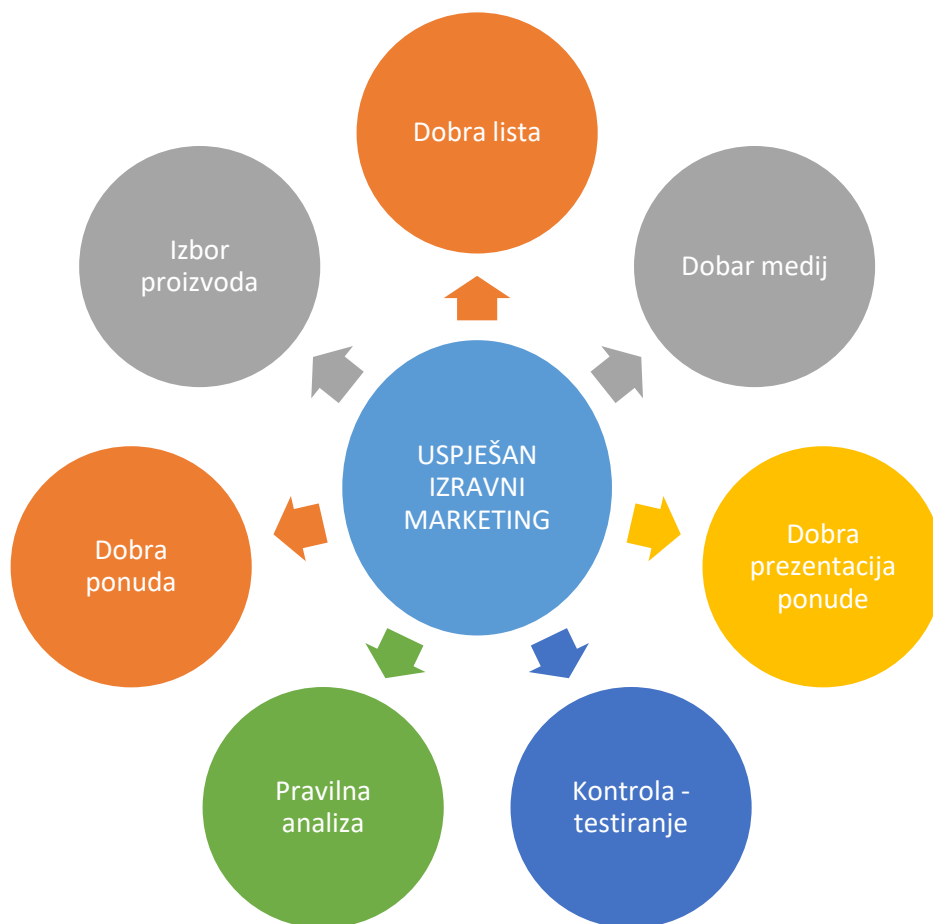 Dobra lista
Izbor
proizvoda
Dobar medij
USPJEŠAN
IZRAVNI
MARKETING
Dobra
ponuda
Dobra
prezentacija
ponude
Pravilna
analiza
Kontrola -
testiranje